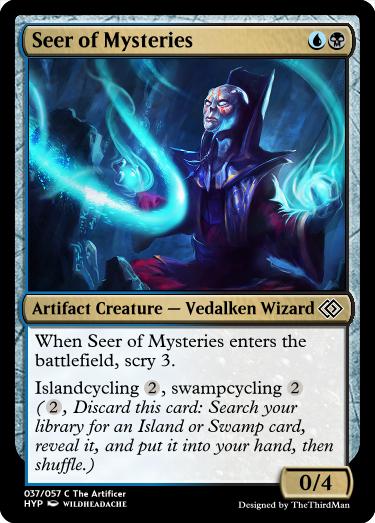 Seer of Mysteries
Artifact Creature — Vedalken Wizard
When Seer of Mysteries enters the
battlefield, scry 3.
Islandcycling 2, swampcycling 2
( 2, Discard this card: Search your
library for an Island or Swamp card,
reveal it, and put it into your hand, then
shuffle.)
0/4
037/057 C The Artificer
HYP WILDHEADACHE
Designed by TheThirdMan